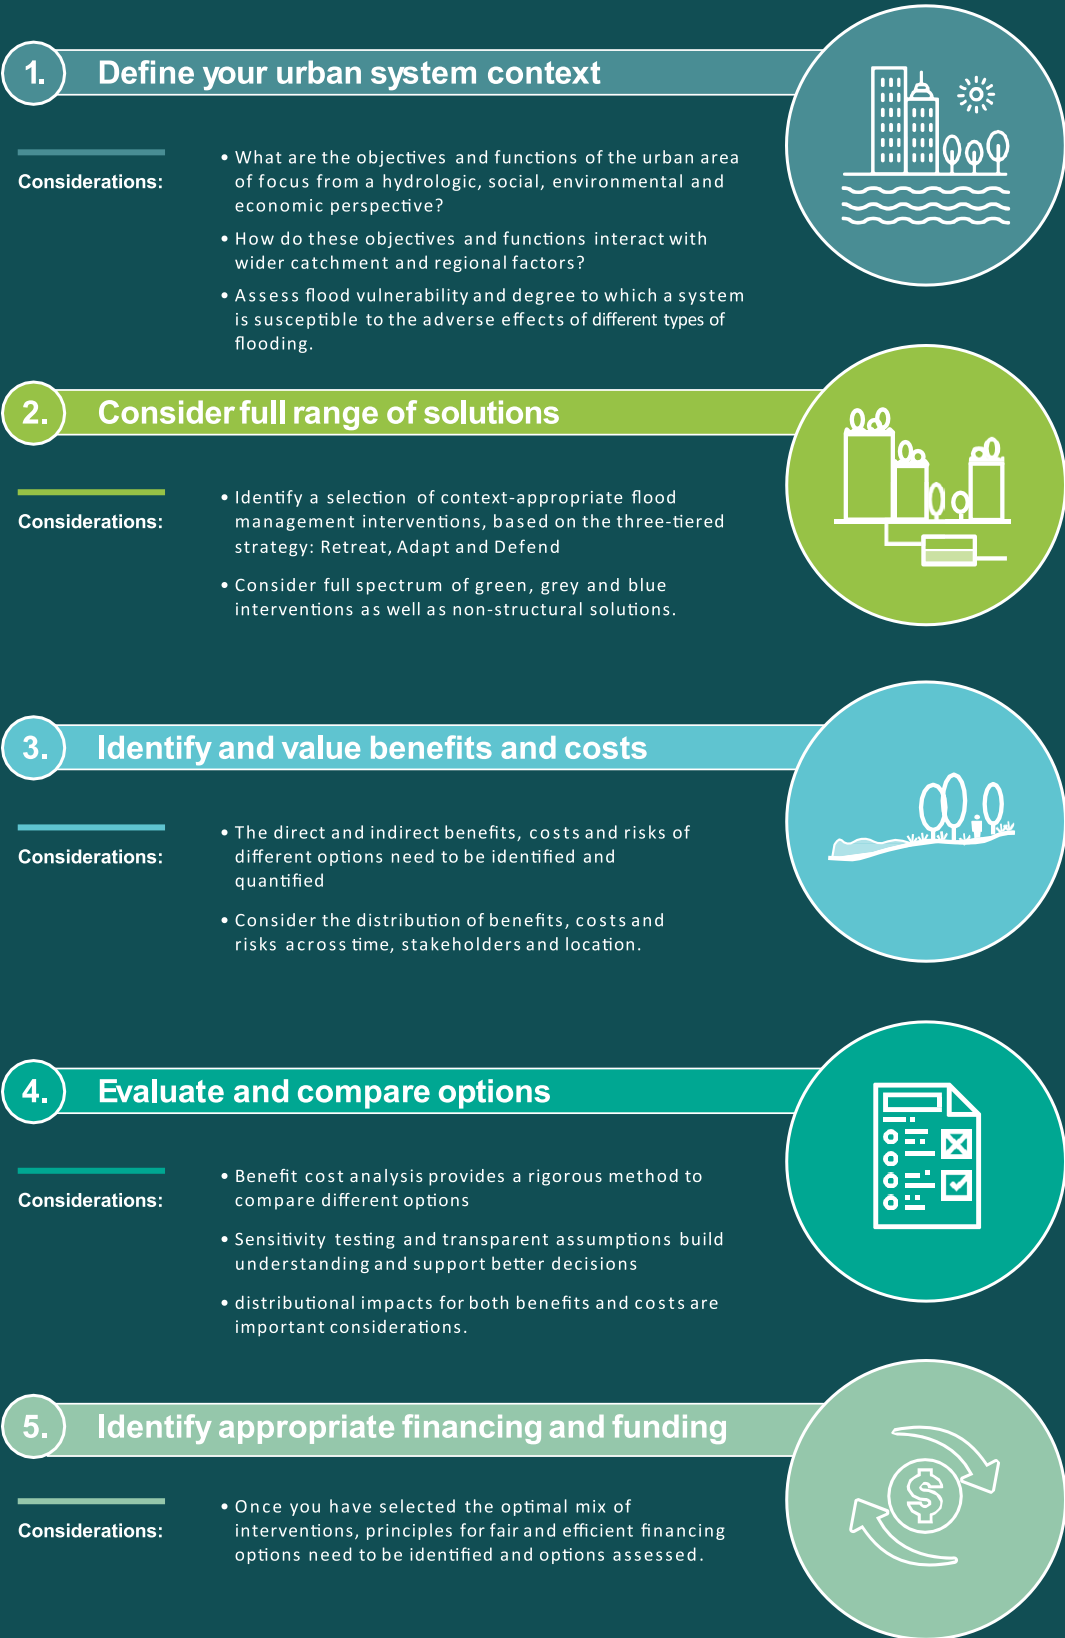 1. Define your urban system context
Considerations:
• What are the objectives and functions of the urban area
of focus from a hydrologic, social, environmental and
economic perspective?
• How do these objectives and functions interact with
wider catchment and regional factors?
• Assess flood vulnerability and degree to which a system
is susceptible to the adverse effects of different types of
flooding.
2. Consider full range of solutions
Considerations:
• Identify a selection of context-appropriate flood
management interventions, based on the three-tiered
strategy: Retreat, Adapt and Defend
• Consider full spectrum of green, grey and blue
interventions as well as non-structural solutions.
3. Identify and value benefits and costs
Considerations:
• The direct and indirect benefits, costs and risks of
different options need to be identified and
quantified
• Consider the distribution of benefits, costs and
risks across time, stakeholders and location.
4. Evaluate and compare options
Considerations:
• Benefit cost analysis provides a rigorous method to
compare different options
• Sensitivity testing and transparent assumptions build
understanding and support better decisions
• distributional impacts for both benefits and costs are
important considerations.
5. Identify appropriate financing and funding
Considerations:
• Once you have selected the optimal mix of
interventions, principles for fair and efficient financing
options need to be identified and options assessed.
$